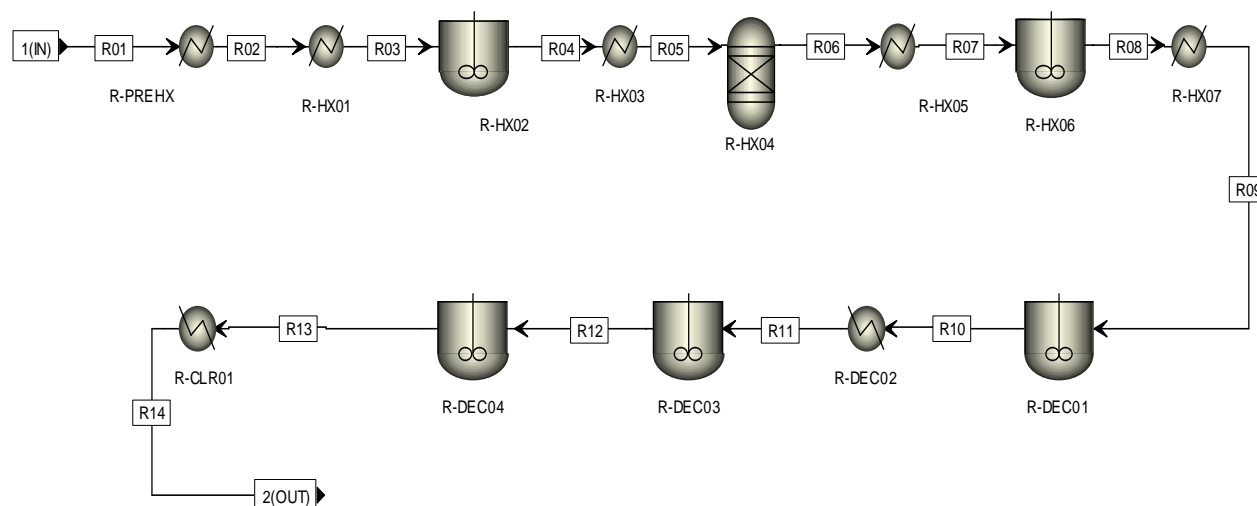 1(IN)
R01
R02
R03
R04
R05
R06
R07
R08
R-PREHX
R-HX01
R-HX02
R-HX03
R-HX04
R-HX05
R-HX06
R-HX07
R09
R13
R12
R11
R10
R-CLR01
R-DEC04
R-DEC03
R-DEC02
R-DEC01
R14
2(OUT)